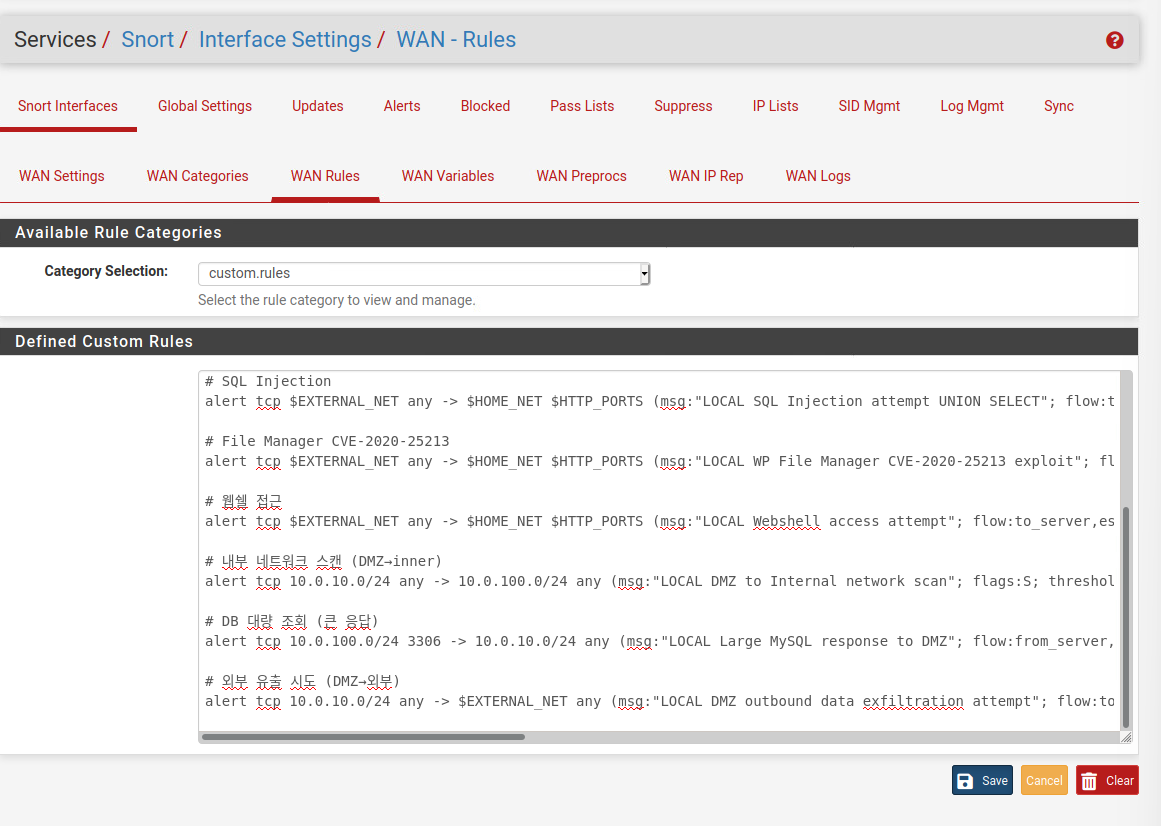 Services / Snort / Interface Settings / WAN - Rules
Snort Interfaces Global Settings Updates Alerts Blocked Pass Lists Suppress IP Lists SID Mgmt Log Mgmt Sync
WAN Settings WAN Categories WAN Rules WAN Variables WAN Preprocs WAN IP Rep WAN Logs
Available Rule Categories
Category Selection: custom.rules
Select the rule category to view and manage.
Defined Custom Rules
# SQL Injection
alert tcp $EXTERNAL_NET any -> $HOME_NET $HTTP_PORTS (msg:"LOCAL SQL Injection attempt UNION SELECT"; flow:t
# File Manager CVE-2020-25213
alert tcp $EXTERNAL_NET any -> $HOME_NET $HTTP_PORTS (msg:"LOCAL WP File Manager CVE-2020-25213 exploit"; fl
# 웹쉘 접근
alert tcp $EXTERNAL_NET any -> $HOME_NET $HTTP_PORTS (msg:"LOCAL Webshell access attempt"; flow:to_server,es
# 내부 네트워크 스캔 (DMZ→inner)
alert tcp 10.0.10.0/24 any -> 10.0.100.0/24 any (msg:"LOCAL DMZ to Internal network scan"; flags:S; threshol
# DB 대량 조회 (큰 응답)
alert tcp 10.0.100.0/24 3306 -> 10.0.10.0/24 any (msg:"LOCAL Large MySQL response to DMZ"; flow:from_server,
# 외부 유출 시도 (DMZ→외부)
alert tcp 10.0.10.0/24 any -> $EXTERNAL_NET any (msg:"LOCAL DMZ outbound data exfiltration attempt"; flow:to
Save Cancel Clear